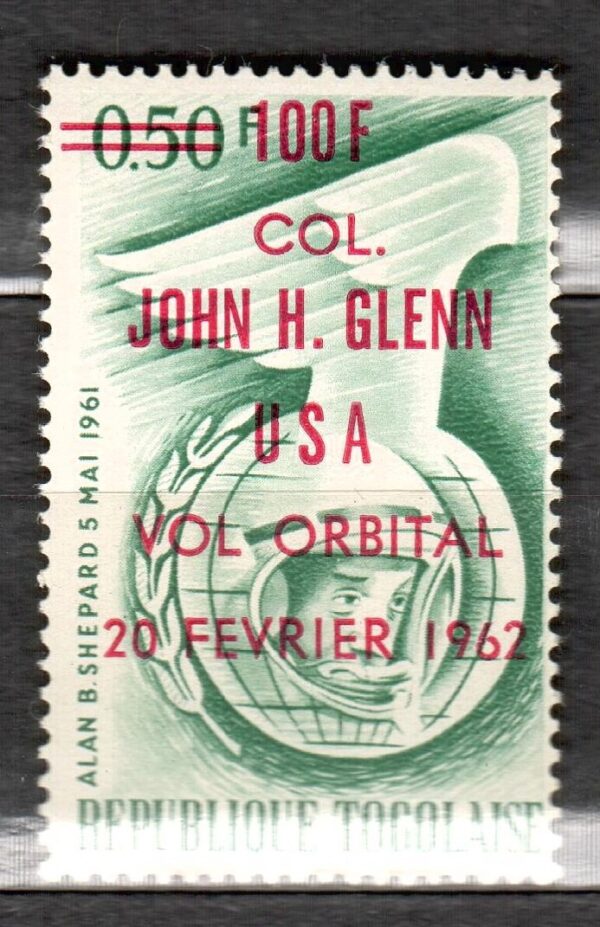 0.50 F 100F
COL.
JOHN H. GLENN
USA
VOL ORBITAL
20 FEVRIER 1962
ALAN B. SHEPARD 5 MAI 1961
REPUBLIQUE TOGOLAISE